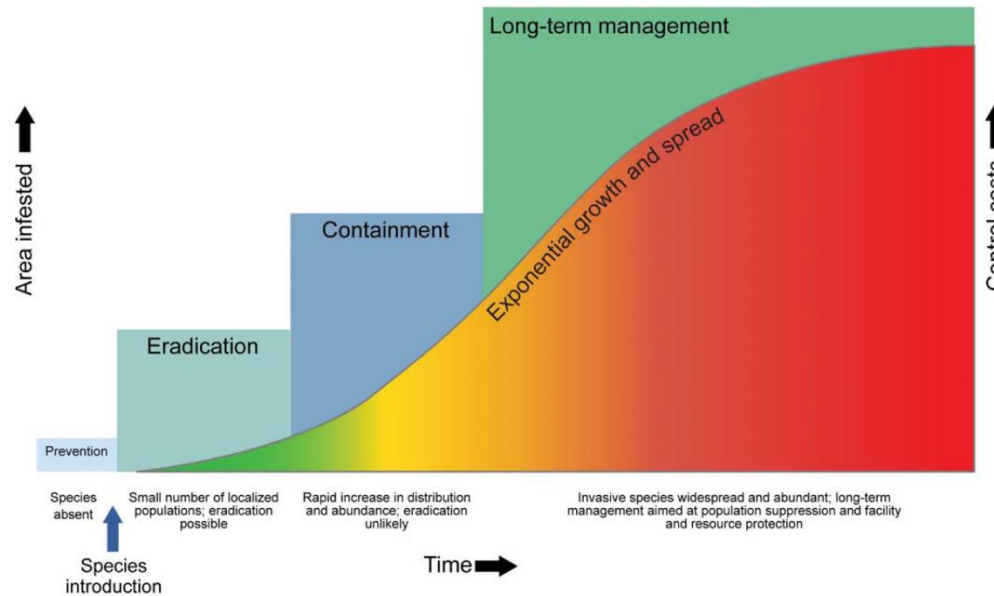 Long-term management
Area infested
Control costs
Exponential growth and spread
Containment
Eradication
Prevention
Species
absent
Small number of localized
populations; eradication
possible
Rapid increase in distribution
and abundance; eradication
unlikely
Invasive species widespread and abundant; long-term
management aimed at population suppression and facility
and resource protection
Species
introduction
Time